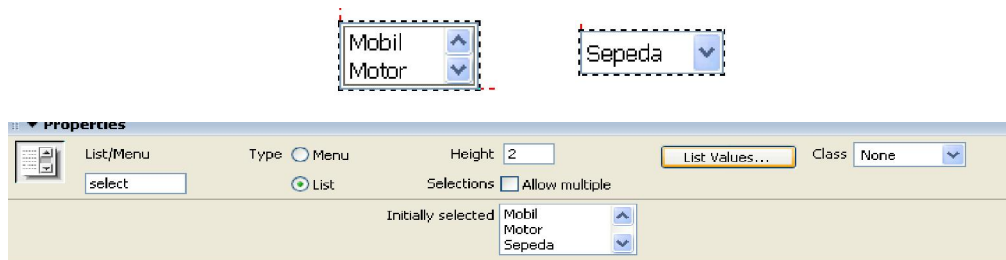 Mobil
Motor
Sepeda
Properties
List/Menu Type Menu Height 2 List Values... Class None
select List Selections Allow multiple
Initially selected Mobil
Motor
Sepeda